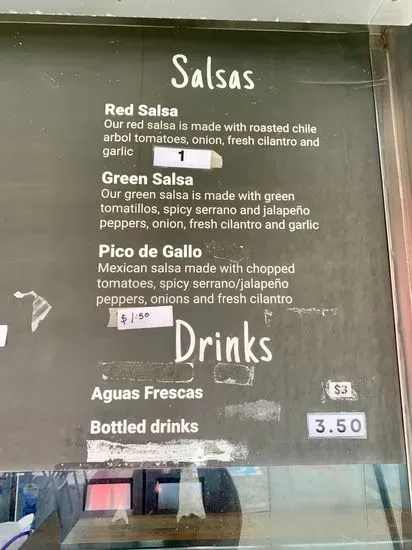 Salsas
Red Salsa
Our red salsa is made with roasted chile
arbol tomatoes, onion, fresh cilantro and
garlic
1
Green Salsa
Our green salsa is made with green
tomatillos, spicy serrano and jalapeño
peppers, onion, fresh cilantro and garlic
Pico de Gallo
Mexican salsa made with chopped
tomatoes, spicy serrano/jalapeño
peppers, onions and fresh cilantro
$1.50
Drinks
Aguas Frescas $3
Bottled drinks 3.50